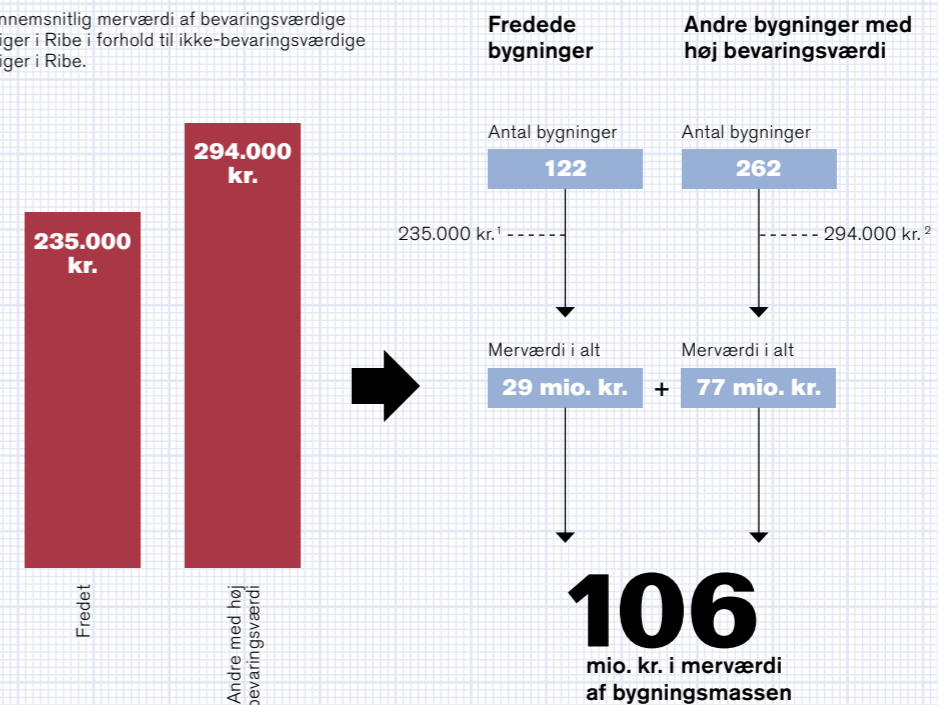 merværdi af bevaringsværdige
i Ribe i forhold til ikke-bevaringsværdige
i Ribe.
294.000
kr.
235.000
kr.
Fredet
Andre med høj
bevaringsværdi
Fredede
bygninger
Andre bygninger med
høj bevaringsværdi
Antal bygninger
Antal bygninger
122
262
235.000 kr.¹
294.000 kr.²
Merværdi i alt
Merværdi i alt
29 mio. kr.
+
77 mio. kr.
106
mio. kr. i merværdi
af bygningsmassen